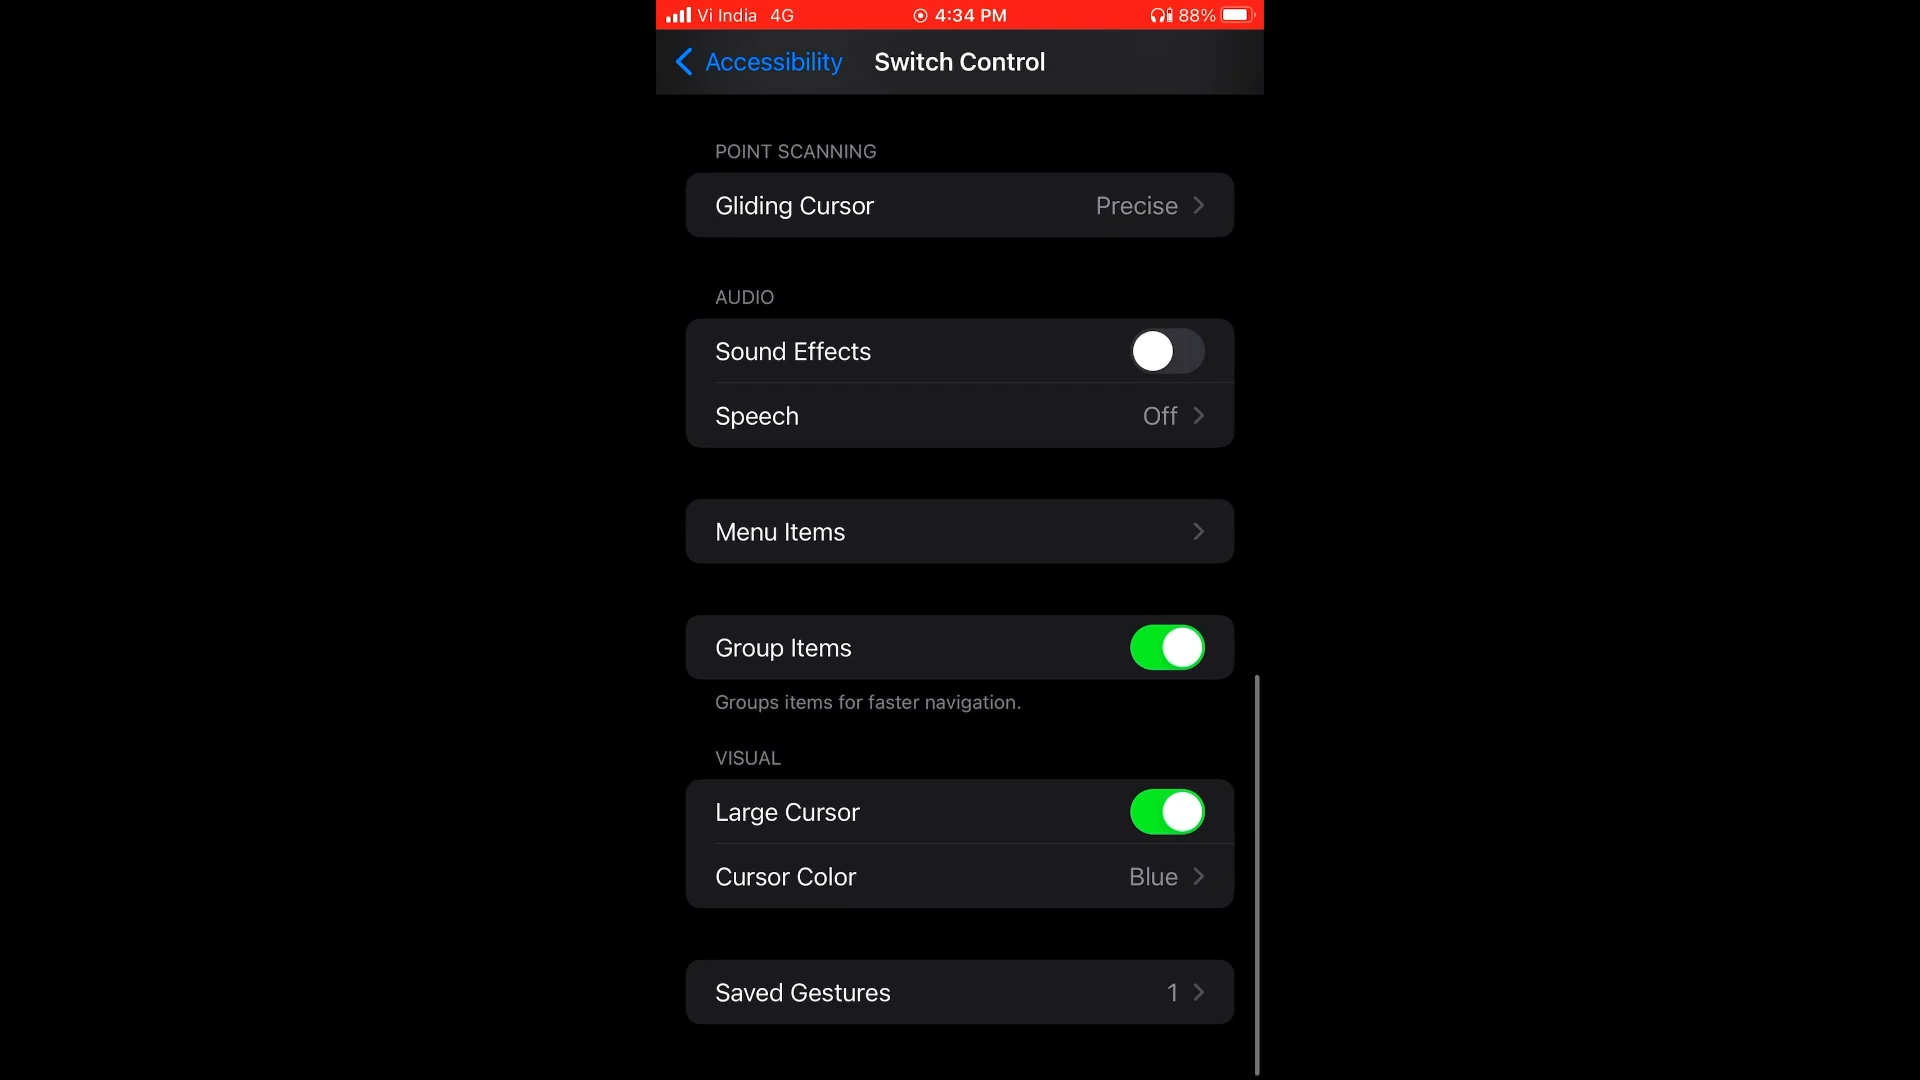 Vi India 4G 4:34 PM 88%
Accessibility Switch Control
POINT SCANNING
Gliding Cursor Precise
AUDIO
Sound Effects
Speech Off
Menu Items
Group Items
Groups items for faster navigation.
VISUAL
Large Cursor
Cursor Color Blue
Saved Gestures 1